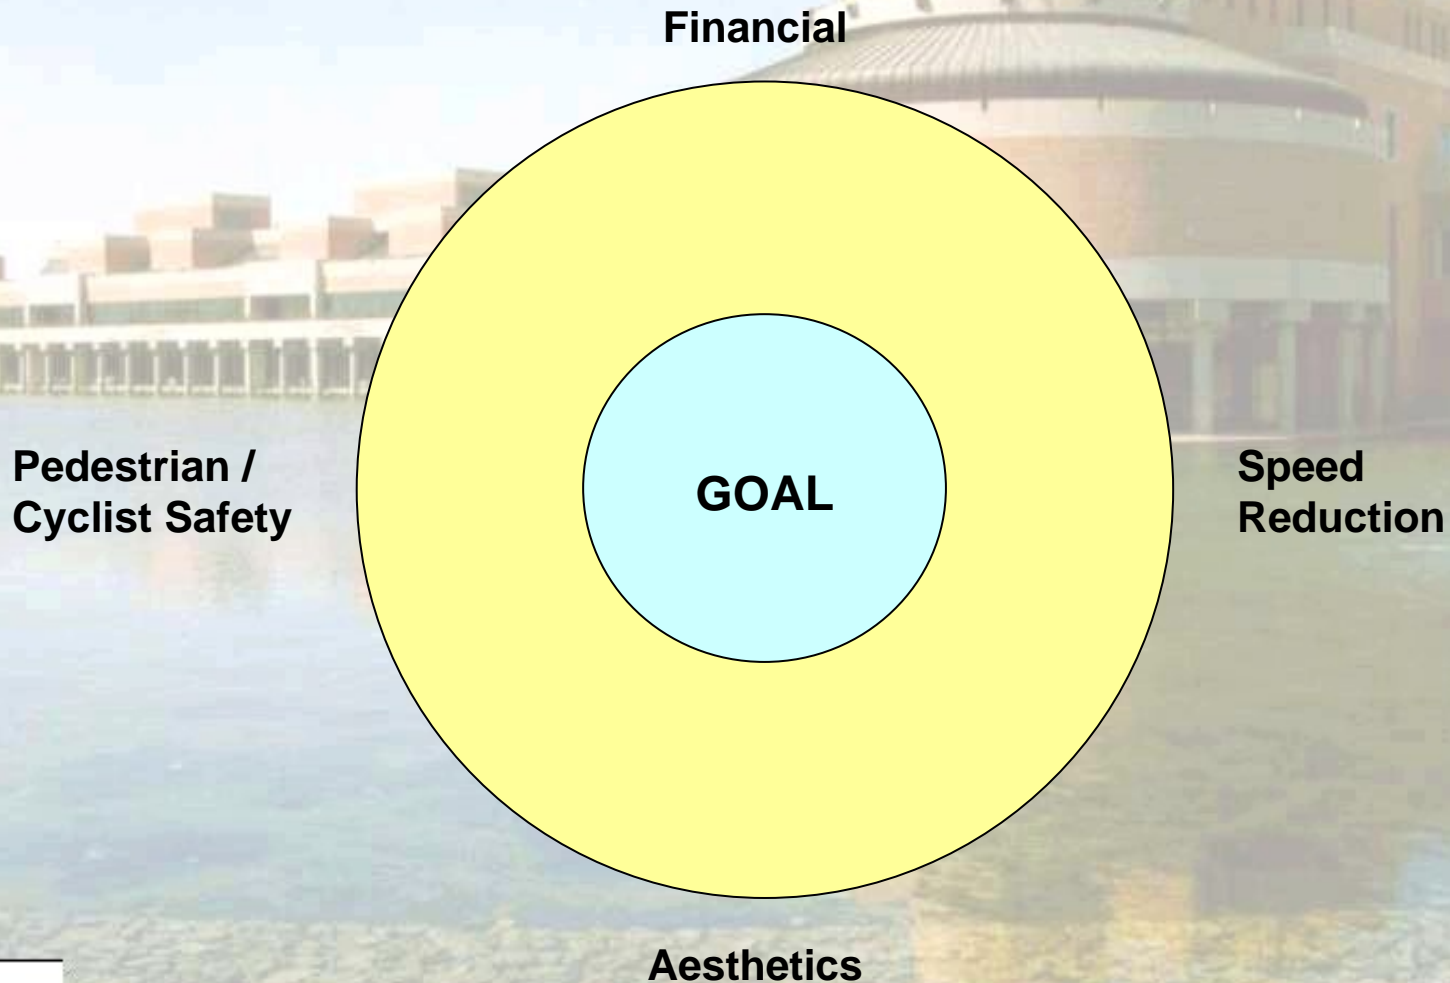 Financial
Pedestrian /
Cyclist Safety
GOAL
Speed
Reduction
Aesthetics